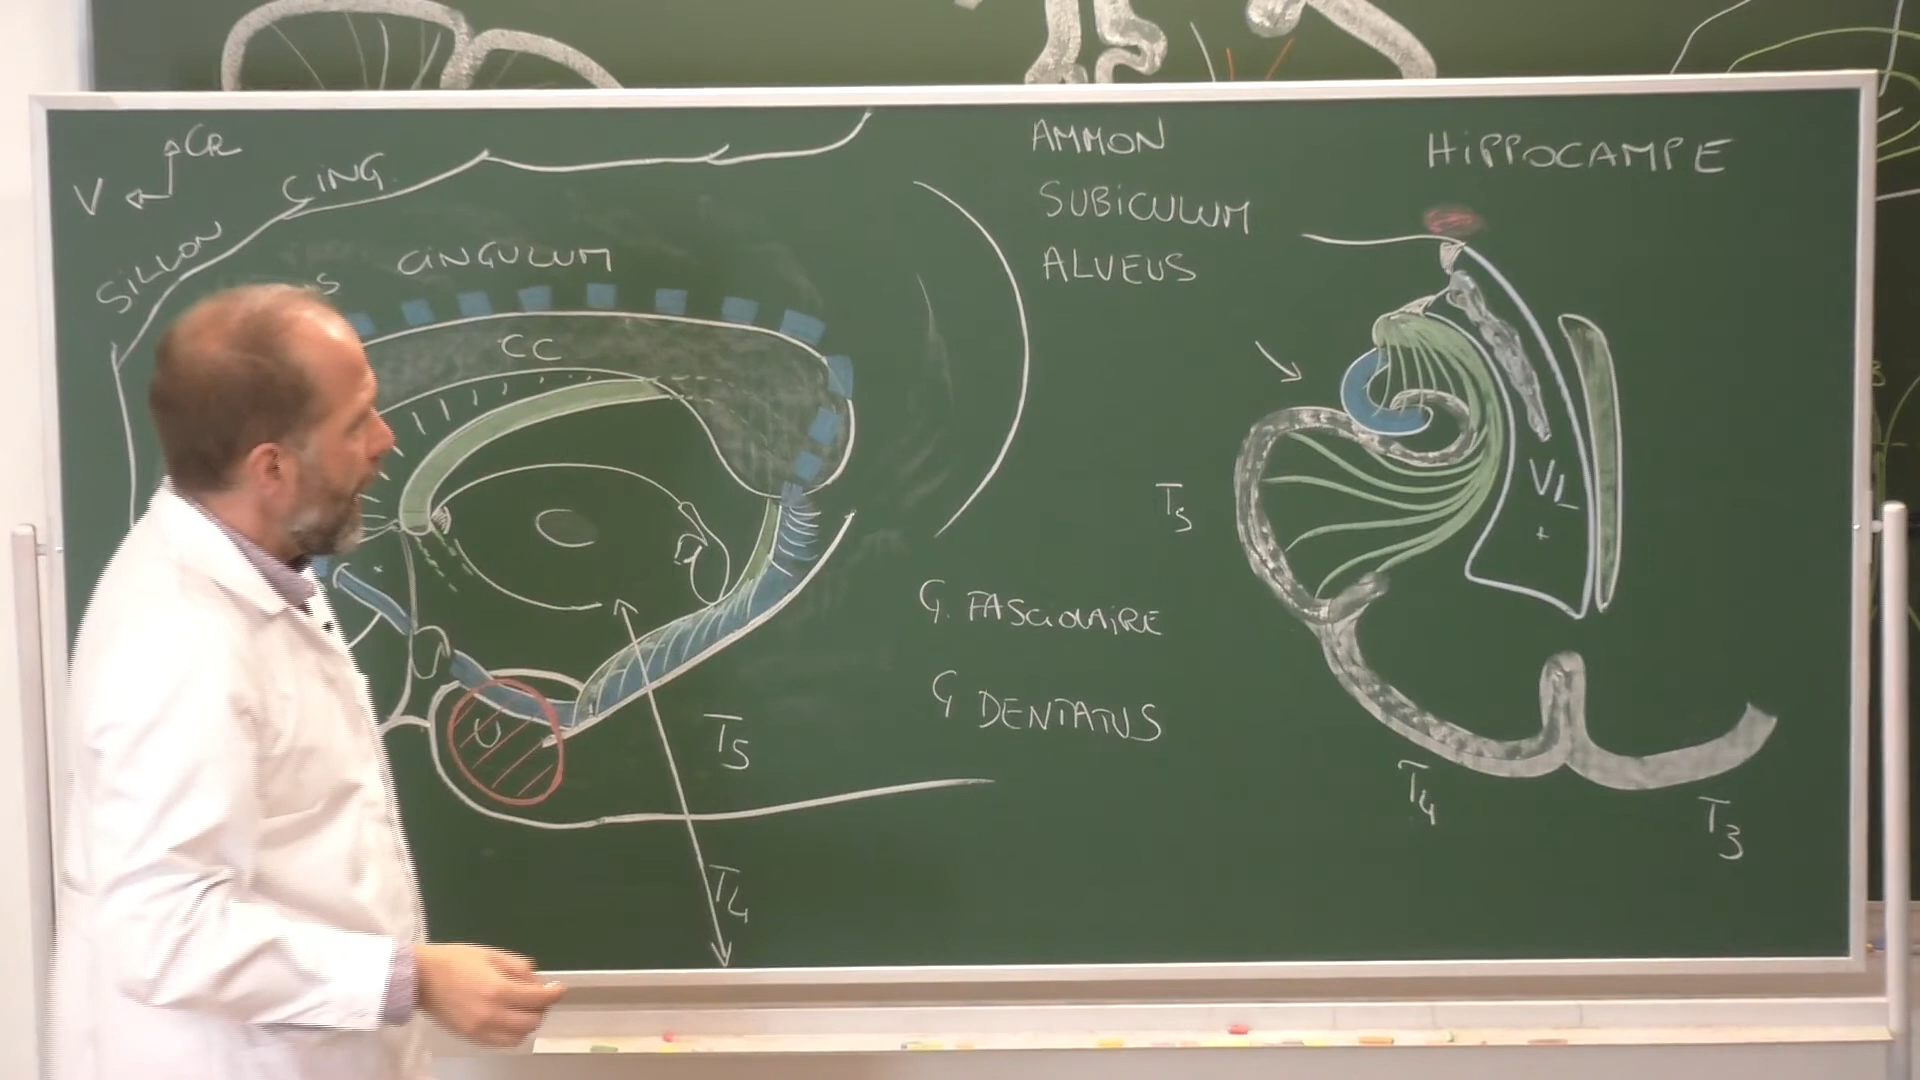 CR
V
SILLON CING.
CINGULUM
CC
U
T5
T4
AMMON
SUBICULUM
ALVEUS
G. FASCIOLAIRE
G DENTATUS
HIPPOCAMPE
VL
T5
T4
T3